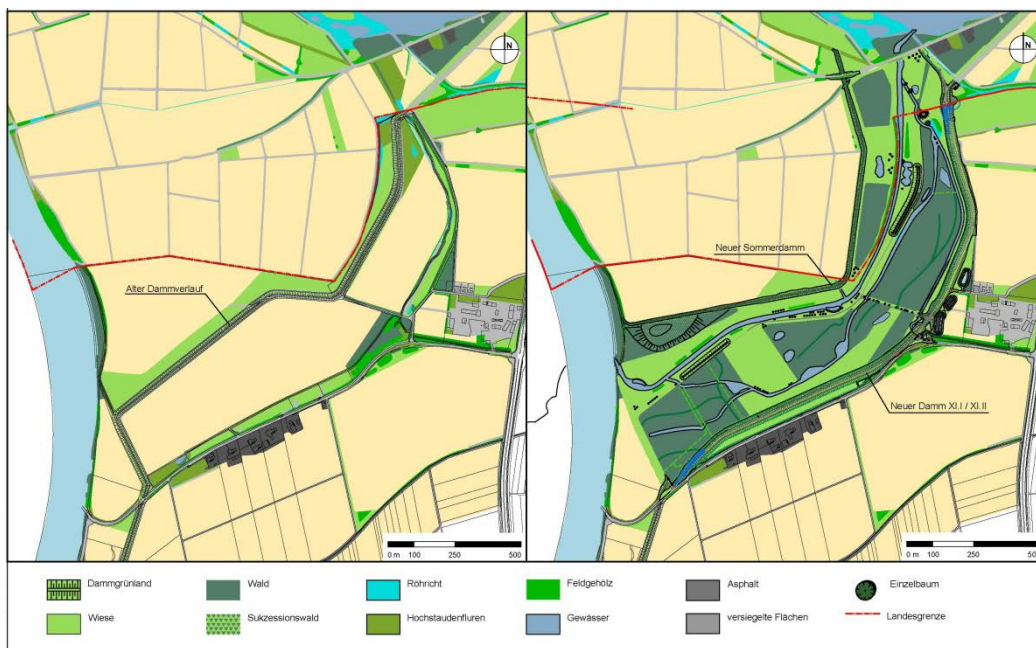 N
N
Neuer Sommerdamm
Alter Dammverlauf
Neuer Damm XI.I / XI.II
0 m 100 250 500
0 m 100 250 500
Dammgrünland Wald Röhricht Feldgehölz Asphalt Einzelbaum
Wiese Sukzessionswald Hochstaudenfluren Gewässer versiegelte Flächen Landesgrenze